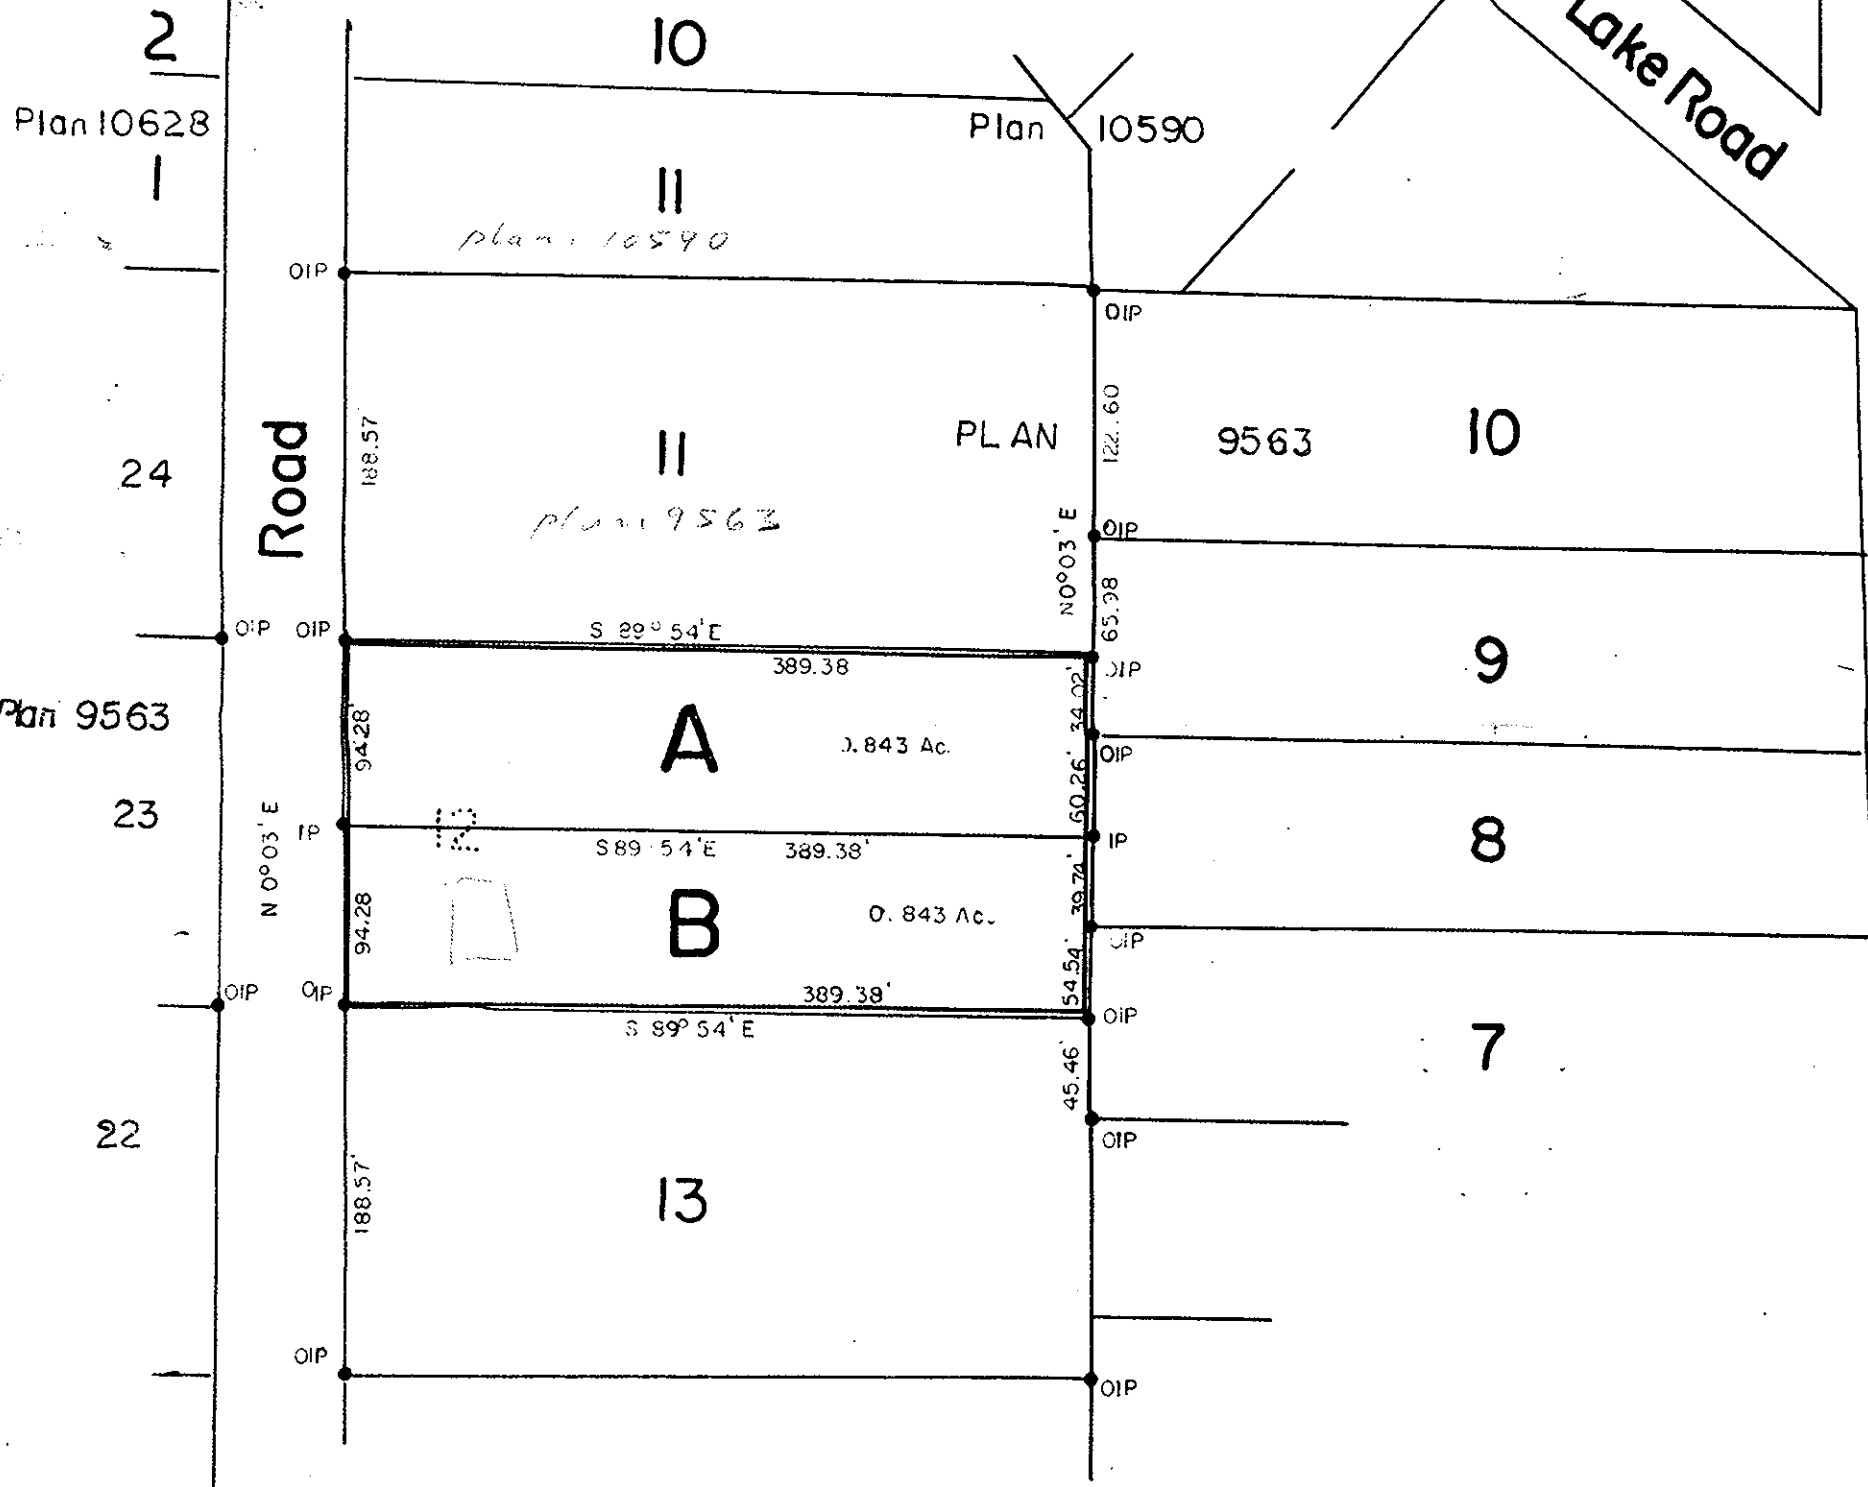 2
10
Lake Road
Plan 10628
Plan 10590
1
11
plan: 10590
OIP
OIP
188.57
122.60
24
Road
11
PLAN 9563
10
plan: 9563
N0°03'E
OIP
65.98
OIP
OIP
S 89° 54' E
389.38
OIP
9
34.02'
Plan 9563
94.28'
A
0.843 Ac.
OIP
60.26'
23
N 0°03' E
IP
12
IP
S 89 54' E
389.38'
8
39.74'
94.28
B
0.843 Ac.
OIP
54.54'
OIP
OIP
389.38'
OIP
S 89° 54' E
7
45.46'
22
OIP
188.57'
13
OIP
OIP